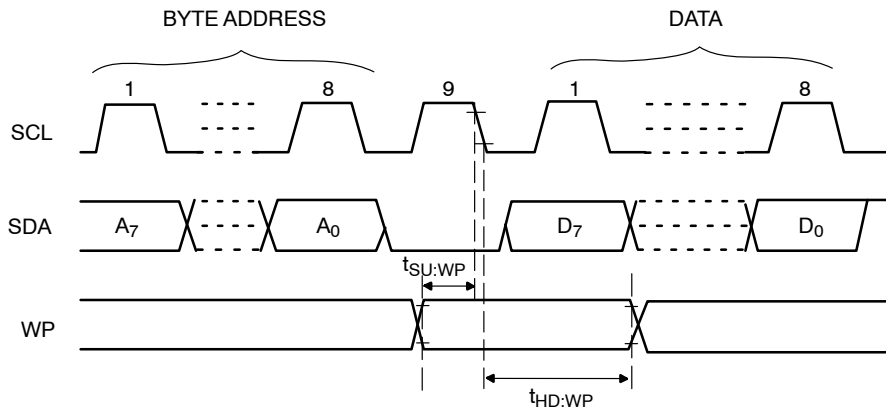 BYTE ADDRESS DATA
1 8 9 1 8
SCL
SDA A7 A0 D7 D0
tSU:WP
WP
tHD:WP